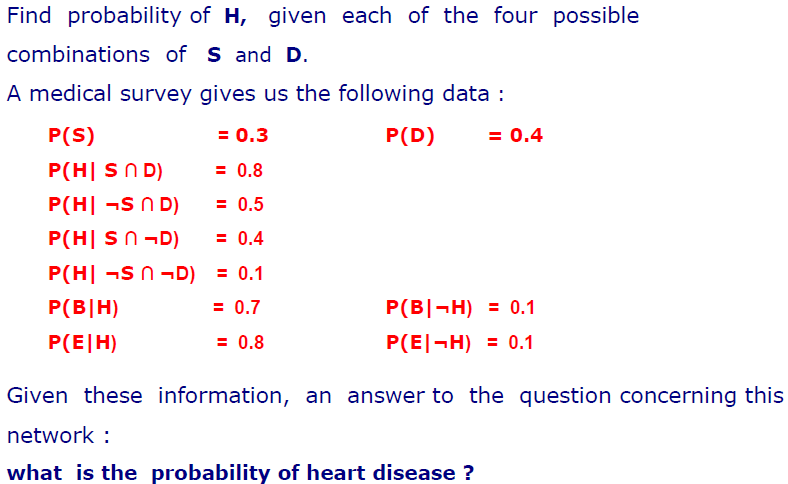 Find probability of H, given each of the four possible
combinations of S and D.
A medical survey gives us the following data :
P(S) = 0.3 P(D) = 0.4
P(H| S ∩ D) = 0.8
P(H| ¬S ∩ D) = 0.5
P(H| S ∩ ¬D) = 0.4
P(H| ¬S ∩ ¬D) = 0.1
P(B|H) = 0.7 P(B|¬H) = 0.1
P(E|H) = 0.8 P(E|¬H) = 0.1
Given these information, an answer to the question concerning this
network :
what is the probability of heart disease ?